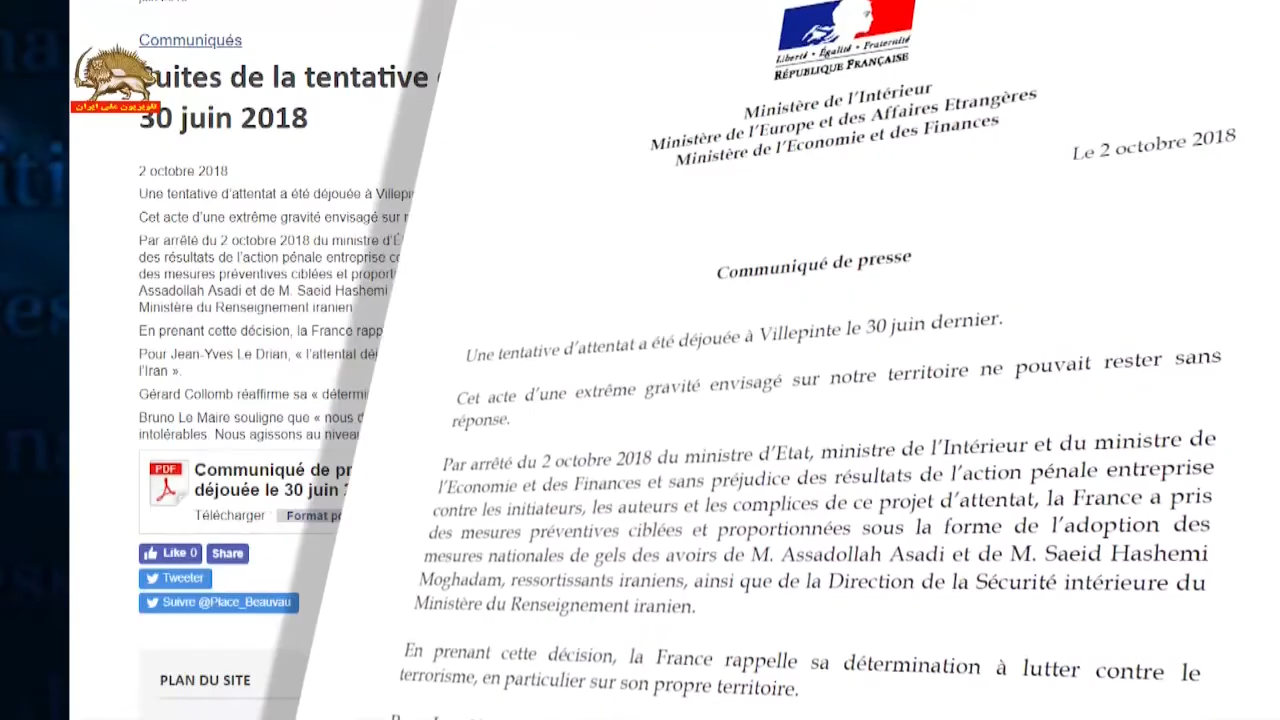 Communiqués
Suites de la tentative
30 juin 2018
تلویزیون ملی ایران
2 octobre 2018
Une tentative d'attentat a été déjouée à Villepin
Cet acte d'une extrême gravité envisagé sur
Par arrêté du 2 octobre 2018 du ministre d'É
des résultats de l'action pénale entreprise co
des mesures préventives ciblées et proport
Assadollah Asadi et de M. Saeid Hashemi
Ministère du Renseignement iranien
En prenant cette décision, la France rapp
Pour Jean-Yves Le Drian, « l'attentat dé
l'Iran ».
Gérard Collomb réaffirme sa « détermi
Bruno Le Maire souligne que « nous
intolérables. Nous agissons au niveau
PDF
Communiqué de pr
déjouée le 30 juin
Télécharger Format
Like 0 Share
Tweeter
Suivre @Place_Beauvau
PLAN DU SITE
Liberté • Égalité • Fraternité
RÉPUBLIQUE FRANÇAISE
Ministère de l'Intérieur
Ministère de l'Europe et des Affaires Etrangères
Ministère de l'Economie et des Finances
Le 2 octobre 2018
Communiqué de presse
Une tentative d'attentat a été déjouée à Villepinte le 30 juin dernier.
Cet acte d'une extrême gravité envisagé sur notre territoire ne pouvait rester sans
réponse.
Par arrêté du 2 octobre 2018 du ministre d'Etat, ministre de l'Intérieur et du ministre de
l'Economie et des Finances et sans préjudice des résultats de l'action pénale entreprise
contre les initiateurs, les auteurs et les complices de ce projet d'attentat, la France a pris
des mesures préventives ciblées et proportionnées sous la forme de l'adoption des
mesures nationales de gels des avoirs de M. Assadollah Asadi et de M. Saeid Hashemi
Moghadam, ressortissants iraniens, ainsi que de la Direction de la Sécurité intérieure du
Ministère du Renseignement iranien.
En prenant cette décision, la France rappelle sa détermination à lutter contre le
terrorisme, en particulier sur son propre territoire.